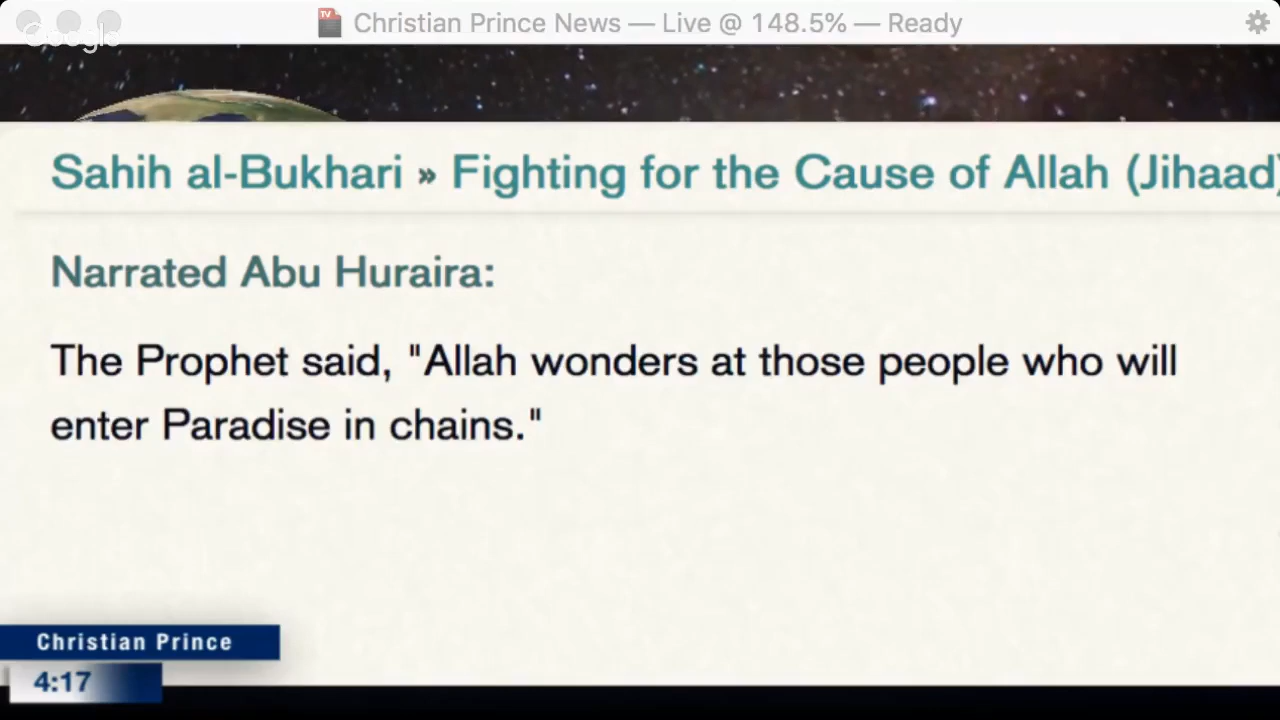 Christian Prince News — Live @ 148.5% — Ready
Google
Sahih al-Bukhari » Fighting for the Cause of Allah (Jihaad)
Narrated Abu Huraira:
The Prophet said, "Allah wonders at those people who will
enter Paradise in chains."
Christian Prince
4:17